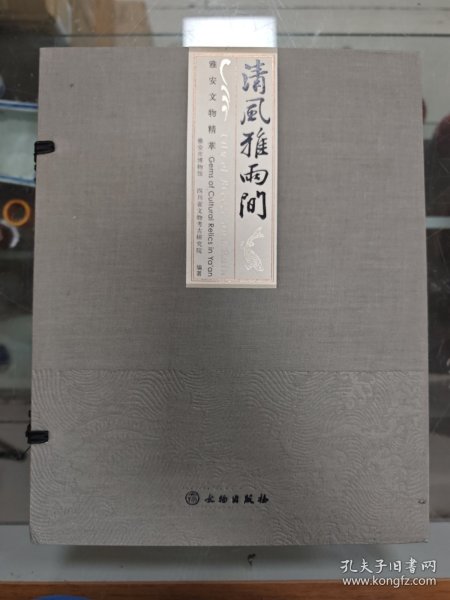 清風雅雨間
雅安文物精萃
Gems of Cultural Relics in Ya'an
雅安市博物馆 四川省文物考古研究院 编著
文物出版社
孔夫子旧书网
www.kongfz.com